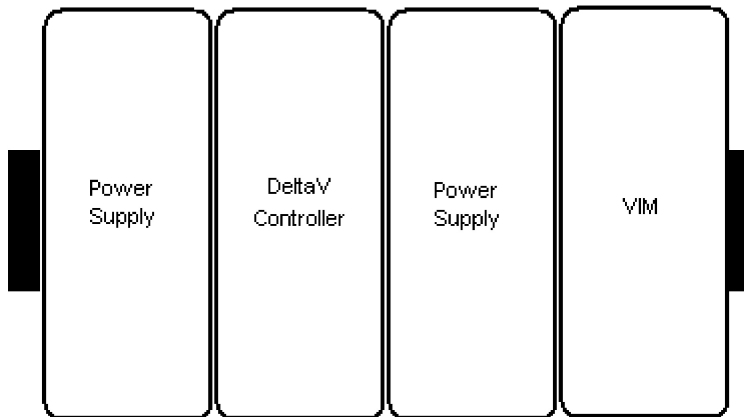 Power
Supply
DeltaV
Controller
Power
Supply
VIM